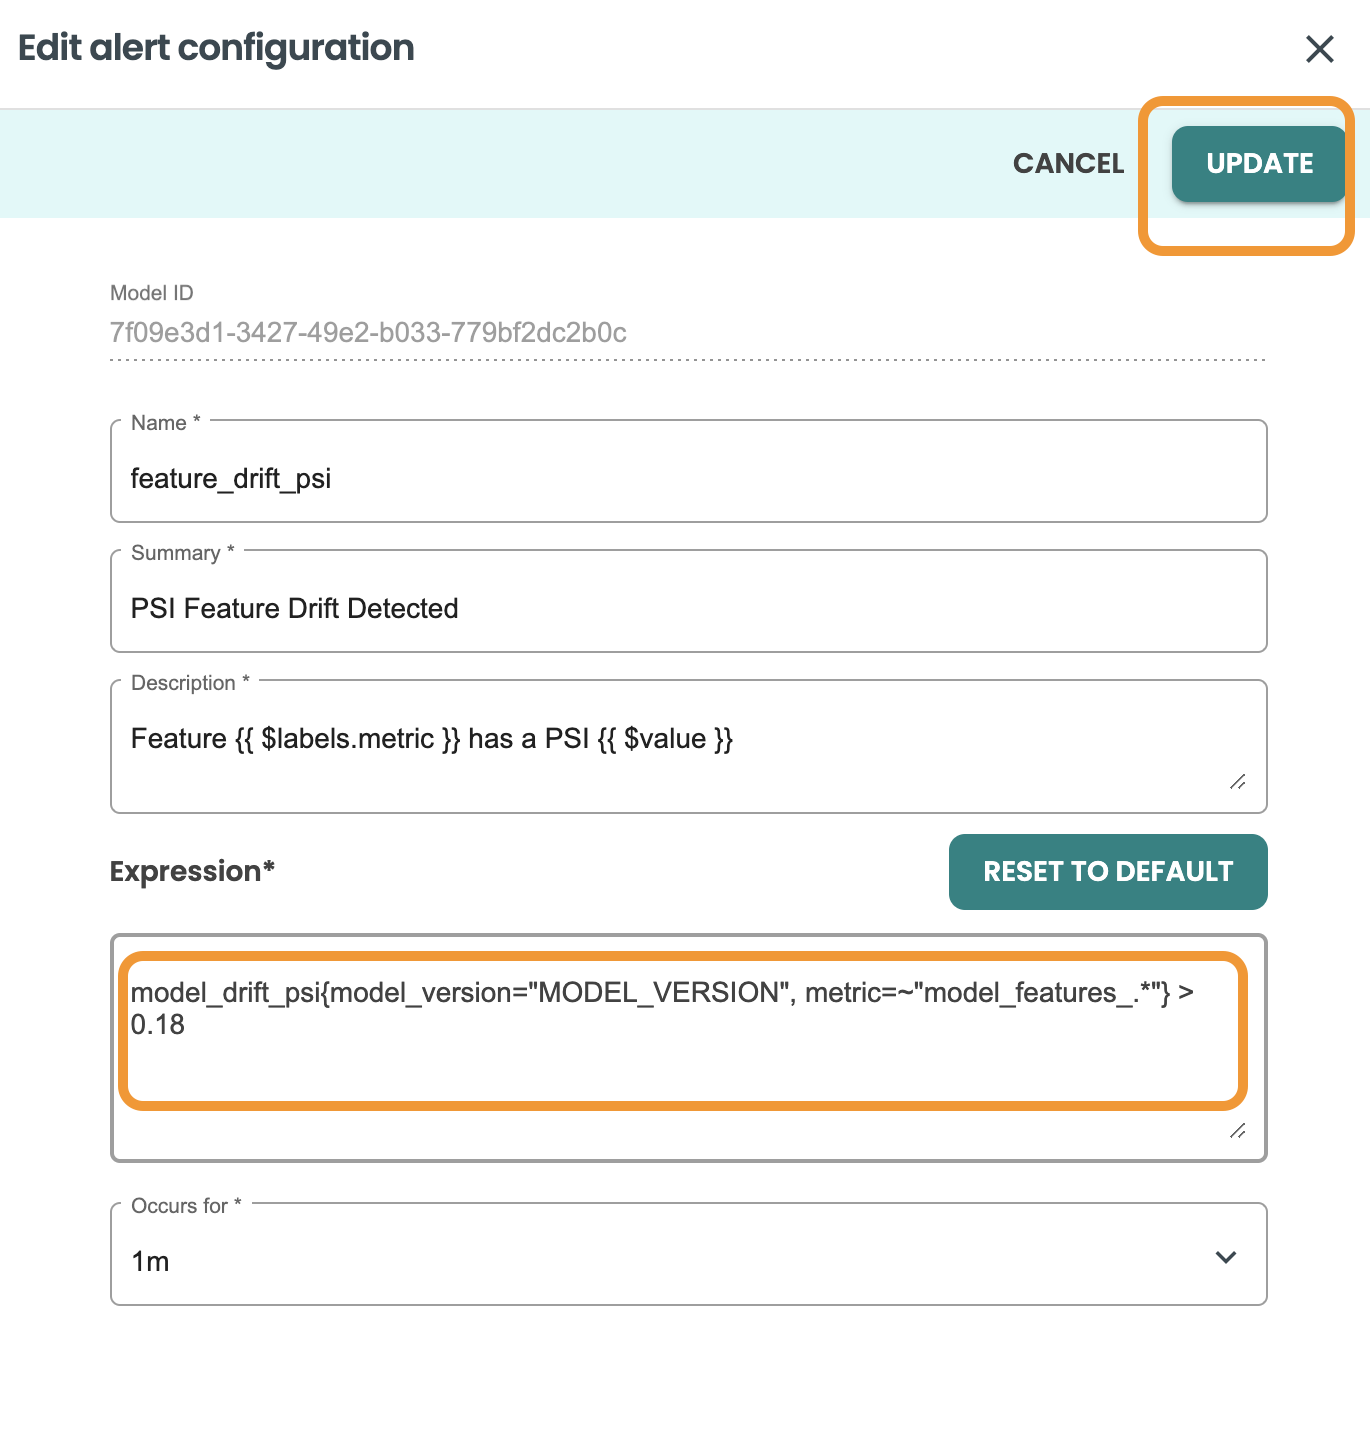 Edit alert configuration
CANCEL
UPDATE
Model ID
7f09e3d1-3427-49e2-b033-779bf2dc2b0c
Name *
feature_drift_psi
Summary *
PSI Feature Drift Detected
Description *
Feature {{ $labels.metric }} has a PSI {{ $value }}
Expression*
RESET TO DEFAULT
model_drift_psi{model_version="MODEL_VERSION", metric=~"model_features_.*"} >
0.18
Occurs for *
1m